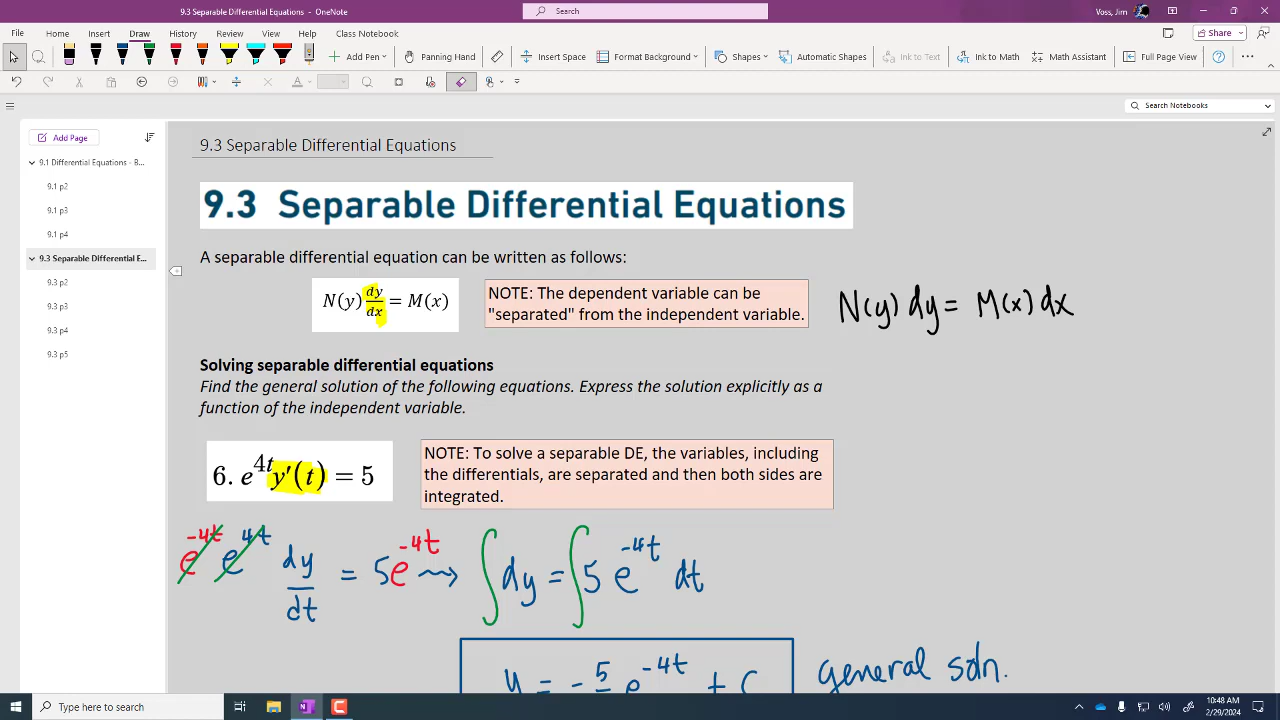 9.3 Separable Differential Equations - OneNote
Search
Voss, Jim
File Home Insert Draw History Review View Help Class Notebook
Share
Add Pen
Panning Hand
Insert Space
Format Background
Shapes
Automatic Shapes
Ink to Text
Ink to Math
Math Assistant
Full Page View
Search Notebooks
Add Page
9.1 Differential Equations - B...
9.1 p2
9.1 p3
9.1 p4
9.3 Separable Differential E...
9.3 p2
9.3 p3
9.3 p4
9.3 p5
9.3 Separable Differential Equations
9.3 Separable Differential Equations
A separable differential equation can be written as follows:
N(y) dy/dx = M(x)
NOTE: The dependent variable can be
"separated" from the independent variable.
N(y) dy = M(x) dx
Solving separable differential equations
Find the general solution of the following equations. Express the solution explicitly as a
function of the independent variable.
6. e^4t y'(t) = 5
NOTE: To solve a separable DE, the variables, including
the differentials, are separated and then both sides are
integrated.
e^-4t e^4t dy/dt = 5e^-4t ⇝ ∫dy = ∫5 e^-4t dt
y = - 5 e^-4t + C
general soln.
Type here to search
10:48 AM
2/29/2024